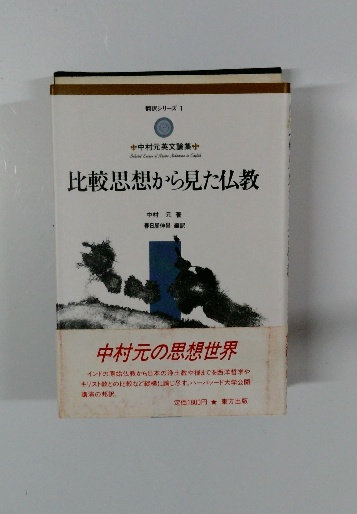 翻訳シリーズ 1
中村元英文論集
Selected Essays of Hajime Nakamura in English
比較思想から見た仏教
中村 元 著
春日屋伸昌 編訳
中村元の思想世界
インドの原始仏教から日本の浄土教や禅までを西洋哲学や
キリスト教との比較など縦横に論じ尽す。ハーバード大学公開
講演の邦訳。
定価1800円 ★ 東方出版